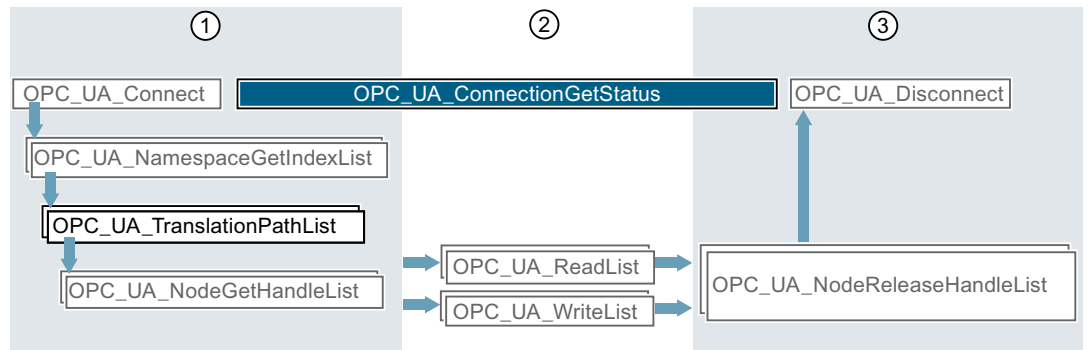 1
2
3
OPC_UA_Connect
OPC_UA_ConnectionGetStatus
OPC_UA_Disconnect
OPC_UA_NamespaceGetIndexList
OPC_UA_TranslationPathList
OPC_UA_NodeGetHandleList
OPC_UA_ReadList
OPC_UA_WriteList
OPC_UA_NodeReleaseHandleList